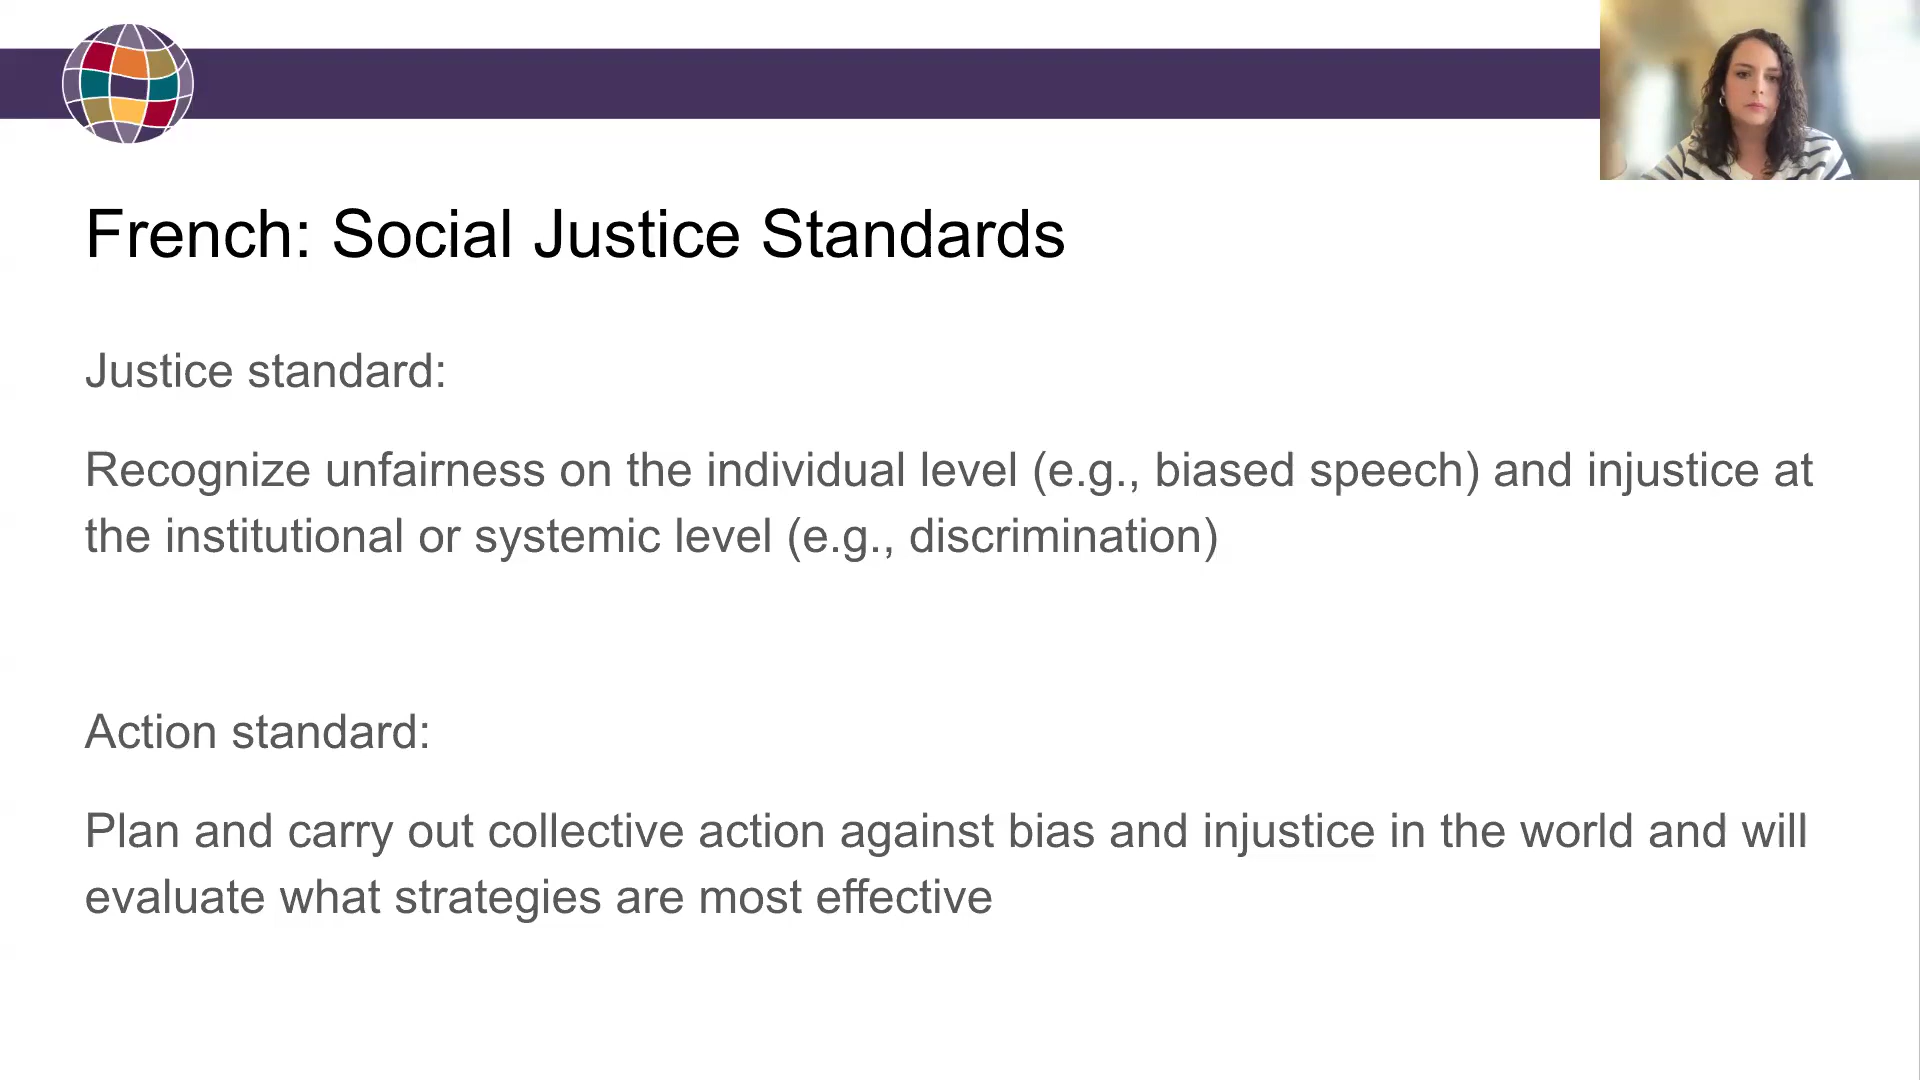 French: Social Justice Standards
Justice standard:
Recognize unfairness on the individual level (e.g., biased speech) and injustice at
the institutional or systemic level (e.g., discrimination)
Action standard:
Plan and carry out collective action against bias and injustice in the world and will
evaluate what strategies are most effective